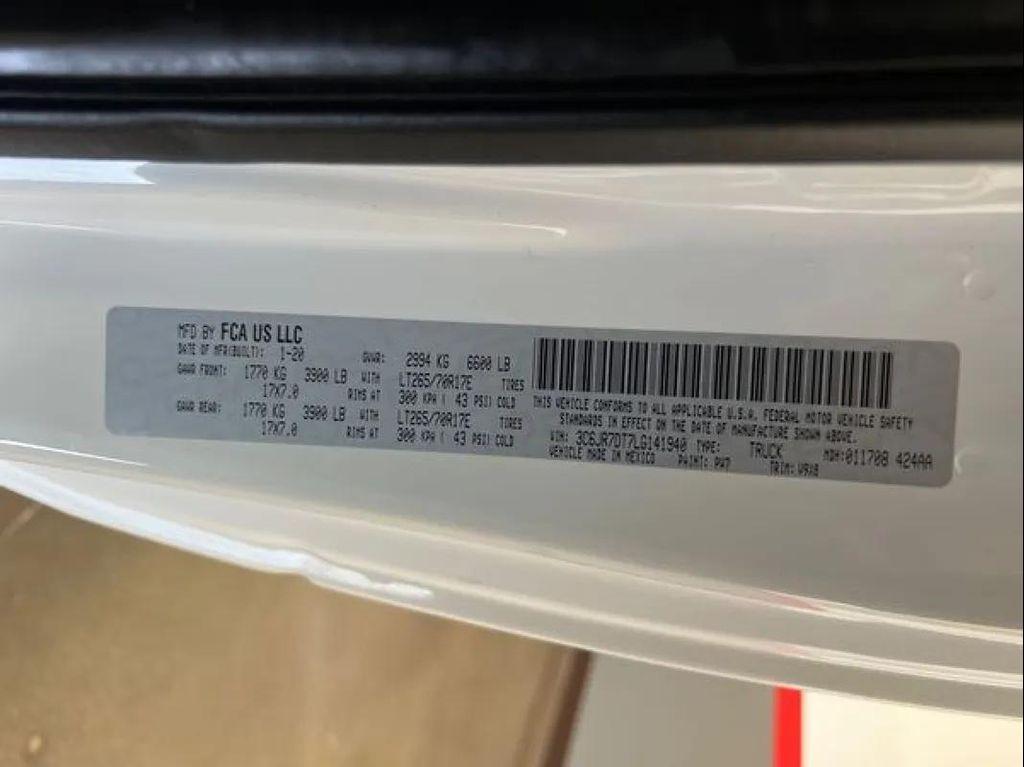 MFD BY FCA US LLC
DATE OF MFR(BUILT): 1-20 GVWR: 2994 KG 6600 LB
GAWR FRONT: 1770 KG 3900 LB WITH LT265/70R17E TIRES
17X7.0 RIMS AT 300 KPA ( 43 PSI) COLD
GAWR REAR: 1770 KG 3900 LB WITH LT265/70R17E TIRES
17X7.0 RIMS AT 300 KPA ( 43 PSI) COLD
THIS VEHICLE CONFORMS TO ALL APPLICABLE U.S.A. FEDERAL MOTOR VEHICLE SAFETY
STANDARDS IN EFFECT ON THE DATE OF MANUFACTURE SHOWN ABOVE.
VIN: 3C6JR7DT7LG141940 TYPE: TRUCK MDH:011708 424AA
VEHICLE MADE IN MEXICO PAINT: PW7 TRIM: V9X8